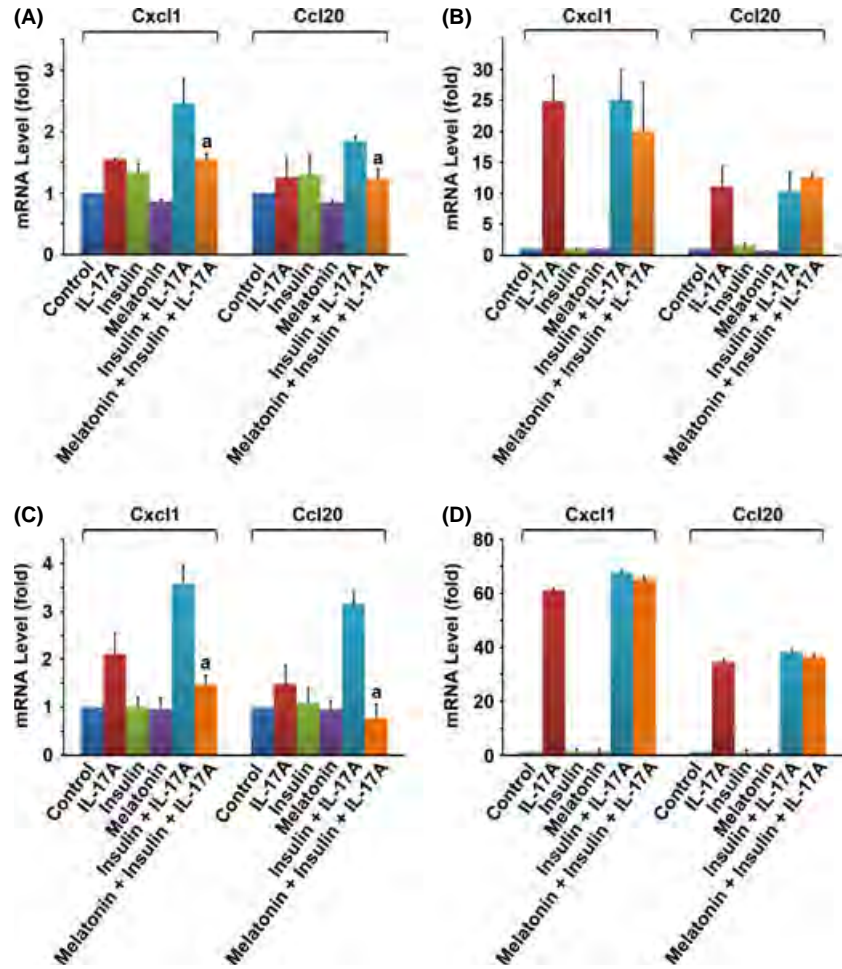 (A)
Cxcl1 Ccl20
mRNA Level (fold)
3
2
1
0
Control
IL-17A
Insulin
Melatonin
Insulin + IL-17A
Melatonin + Insulin + IL-17A
Control
IL-17A
Insulin
Melatonin
Insulin + IL-17A
Melatonin + Insulin + IL-17A
a
a
(B)
Cxcl1 Ccl20
mRNA Level (fold)
30
25
20
15
10
5
0
Control
IL-17A
Insulin
Melatonin
Insulin + IL-17A
Melatonin + Insulin + IL-17A
Control
IL-17A
Insulin
Melatonin
Insulin + IL-17A
Melatonin + Insulin + IL-17A
(C)
Cxcl1 Ccl20
mRNA Level (fold)
4
3
2
1
0
Control
IL-17A
Insulin
Melatonin
Insulin + IL-17A
Melatonin + Insulin + IL-17A
Control
IL-17A
Insulin
Melatonin
Insulin + IL-17A
Melatonin + Insulin + IL-17A
a
a
(D)
Cxcl1 Ccl20
mRNA Level (fold)
80
60
40
20
0
Control
IL-17A
Insulin
Melatonin
Insulin + IL-17A
Melatonin + Insulin + IL-17A
Control
IL-17A
Insulin
Melatonin
Insulin + IL-17A
Melatonin + Insulin + IL-17A